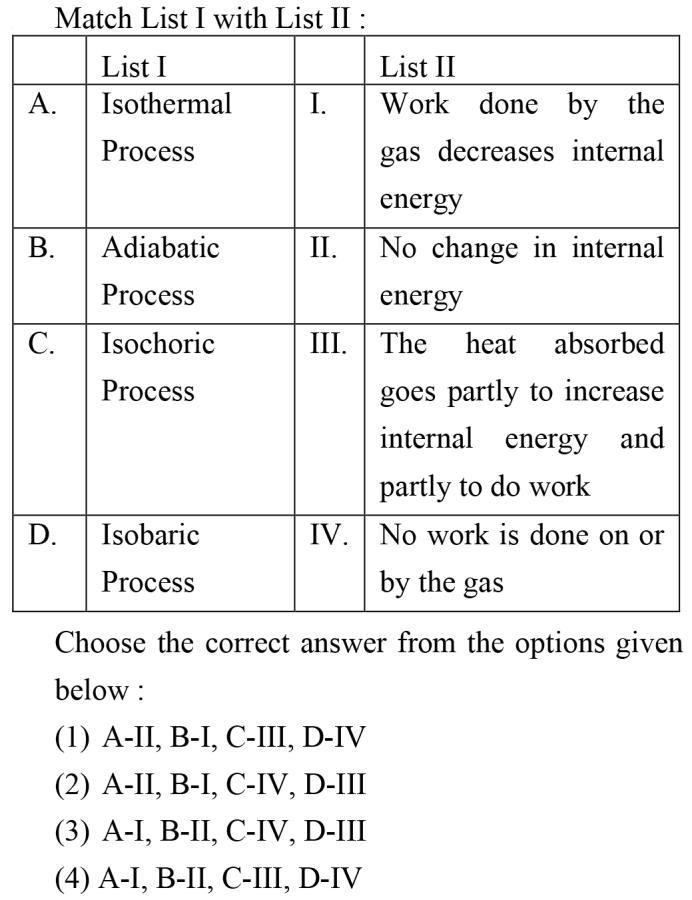 Match List I with List II :
List I List II
A. Isothermal I. Work done by the
Process gas decreases internal
energy
B. Adiabatic II. No change in internal
Process energy
C. Isochoric III. The heat absorbed
Process goes partly to increase
internal energy and
partly to do work
D. Isobaric IV. No work is done on or
Process by the gas
Choose the correct answer from the options given
below :
(1) A-II, B-I, C-III, D-IV
(2) A-II, B-I, C-IV, D-III
(3) A-I, B-II, C-IV, D-III
(4) A-I, B-II, C-III, D-IV